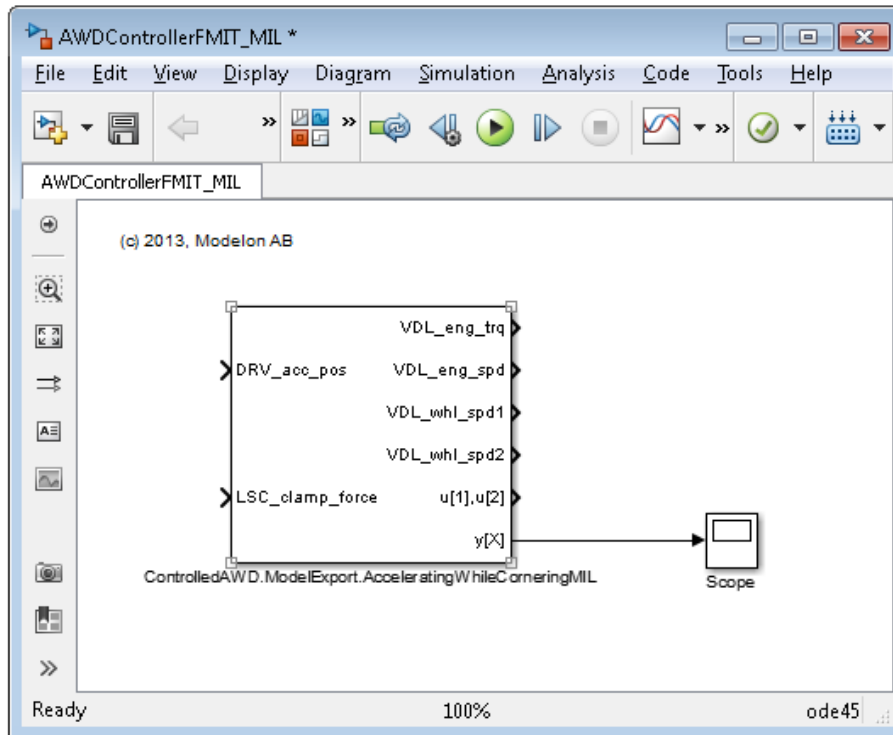 AWDControllerFMIT_MIL *
File Edit View Display Diagram Simulation Analysis Code Tools Help
AWDControllerFMIT_MIL
(c) 2013, Modelon AB
VDL_eng_trq
DRV_acc_pos VDL_eng_spd
VDL_whl_spd1
VDL_whl_spd2
LSC_clamp_force u[1],u[2]
y[X]
ControlledAWD.ModelExport.AcceleratingWhileCorneringMIL
Scope
Ready 100% ode45